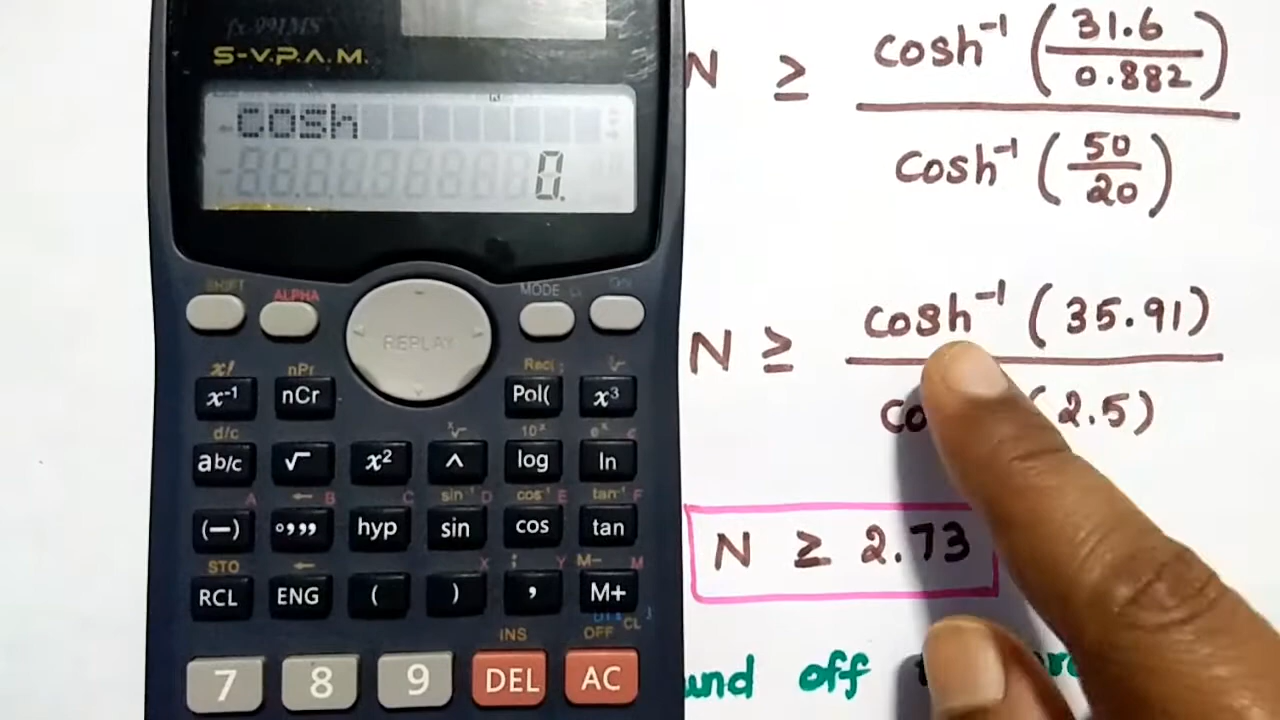 fx-991MS
S-V.P.A.M.
cosh
0.
SHIFT ALPHA MODE
REPLAY
x! nPr
x⁻¹ nCr Pol( x³
d/c 10ˣ eˣ
a b/c √ x² ^ log ln
A B C sin⁻¹ D cos⁻¹ E tan⁻¹ F
(−) °,,, hyp sin cos tan
STO ← X ; Y M− M
RCL ENG ( ) , M+
INS OFF
7 8 9 DEL AC
N ≥ cosh⁻¹ (31.6/0.882)
cosh⁻¹ (50/20)
N ≥ cosh⁻¹ (35.91)
(2.5)
N ≥ 2.73
off